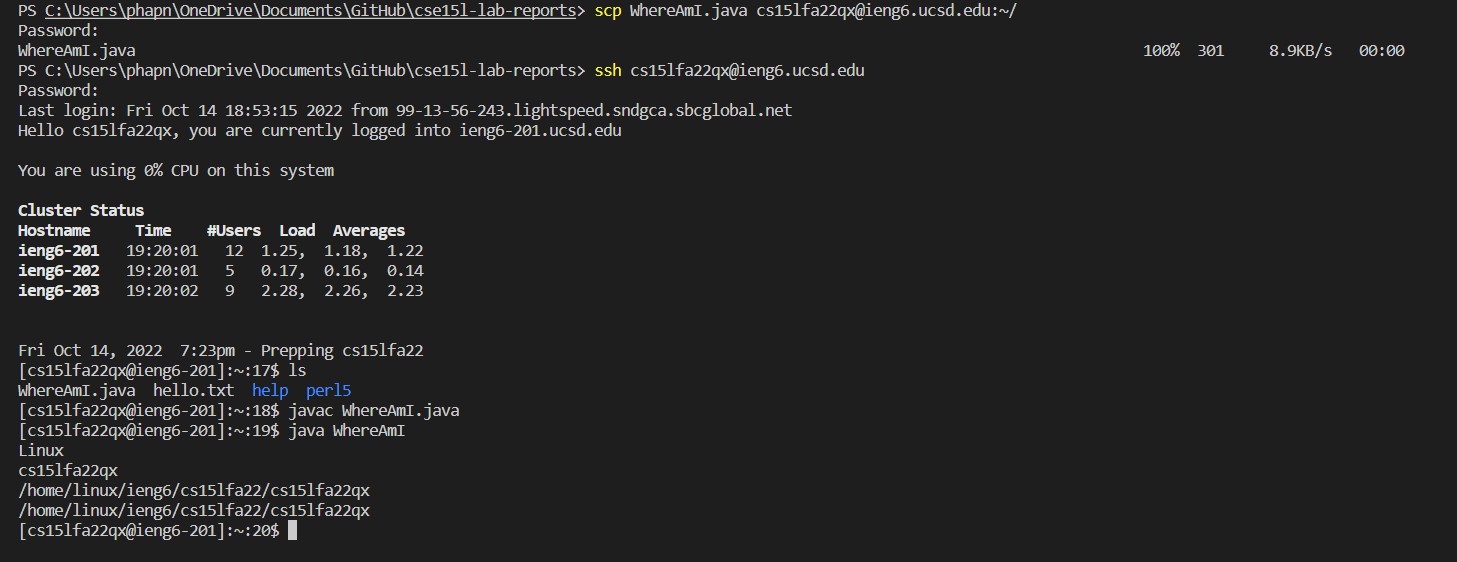 PS C:\Users\phapn\OneDrive\Documents\GitHub\cse15l-lab-reports> scp WhereAmI.java cs15lfa22qx@ieng6.ucsd.edu:~/
Password:
WhereAmI.java 100% 301 8.9KB/s 00:00
PS C:\Users\phapn\OneDrive\Documents\GitHub\cse15l-lab-reports> ssh cs15lfa22qx@ieng6.ucsd.edu
Password:
Last login: Fri Oct 14 18:53:15 2022 from 99-13-56-243.lightspeed.sndgca.sbcglobal.net
Hello cs15lfa22qx, you are currently logged into ieng6-201.ucsd.edu
You are using 0% CPU on this system
Cluster Status
Hostname Time #Users Load Averages
ieng6-201 19:20:01 12 1.25, 1.18, 1.22
ieng6-202 19:20:01 5 0.17, 0.16, 0.14
ieng6-203 19:20:02 9 2.28, 2.26, 2.23
Fri Oct 14, 2022 7:23pm - Prepping cs15lfa22
[cs15lfa22qx@ieng6-201]:~:17$ ls
WhereAmI.java hello.txt help perl5
[cs15lfa22qx@ieng6-201]:~:18$ javac WhereAmI.java
[cs15lfa22qx@ieng6-201]:~:19$ java WhereAmI
Linux
cs15lfa22qx
/home/linux/ieng6/cs15lfa22/cs15lfa22qx
/home/linux/ieng6/cs15lfa22/cs15lfa22qx
[cs15lfa22qx@ieng6-201]:~:20$